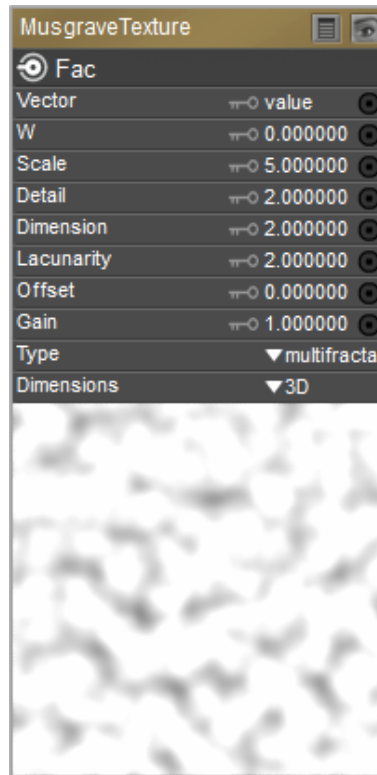 MusgraveTexture
Fac
Vector value
W 0.000000
Scale 5.000000
Detail 2.000000
Dimension 2.000000
Lacunarity 2.000000
Offset 0.000000
Gain 1.000000
Type multifracta
Dimensions 3D